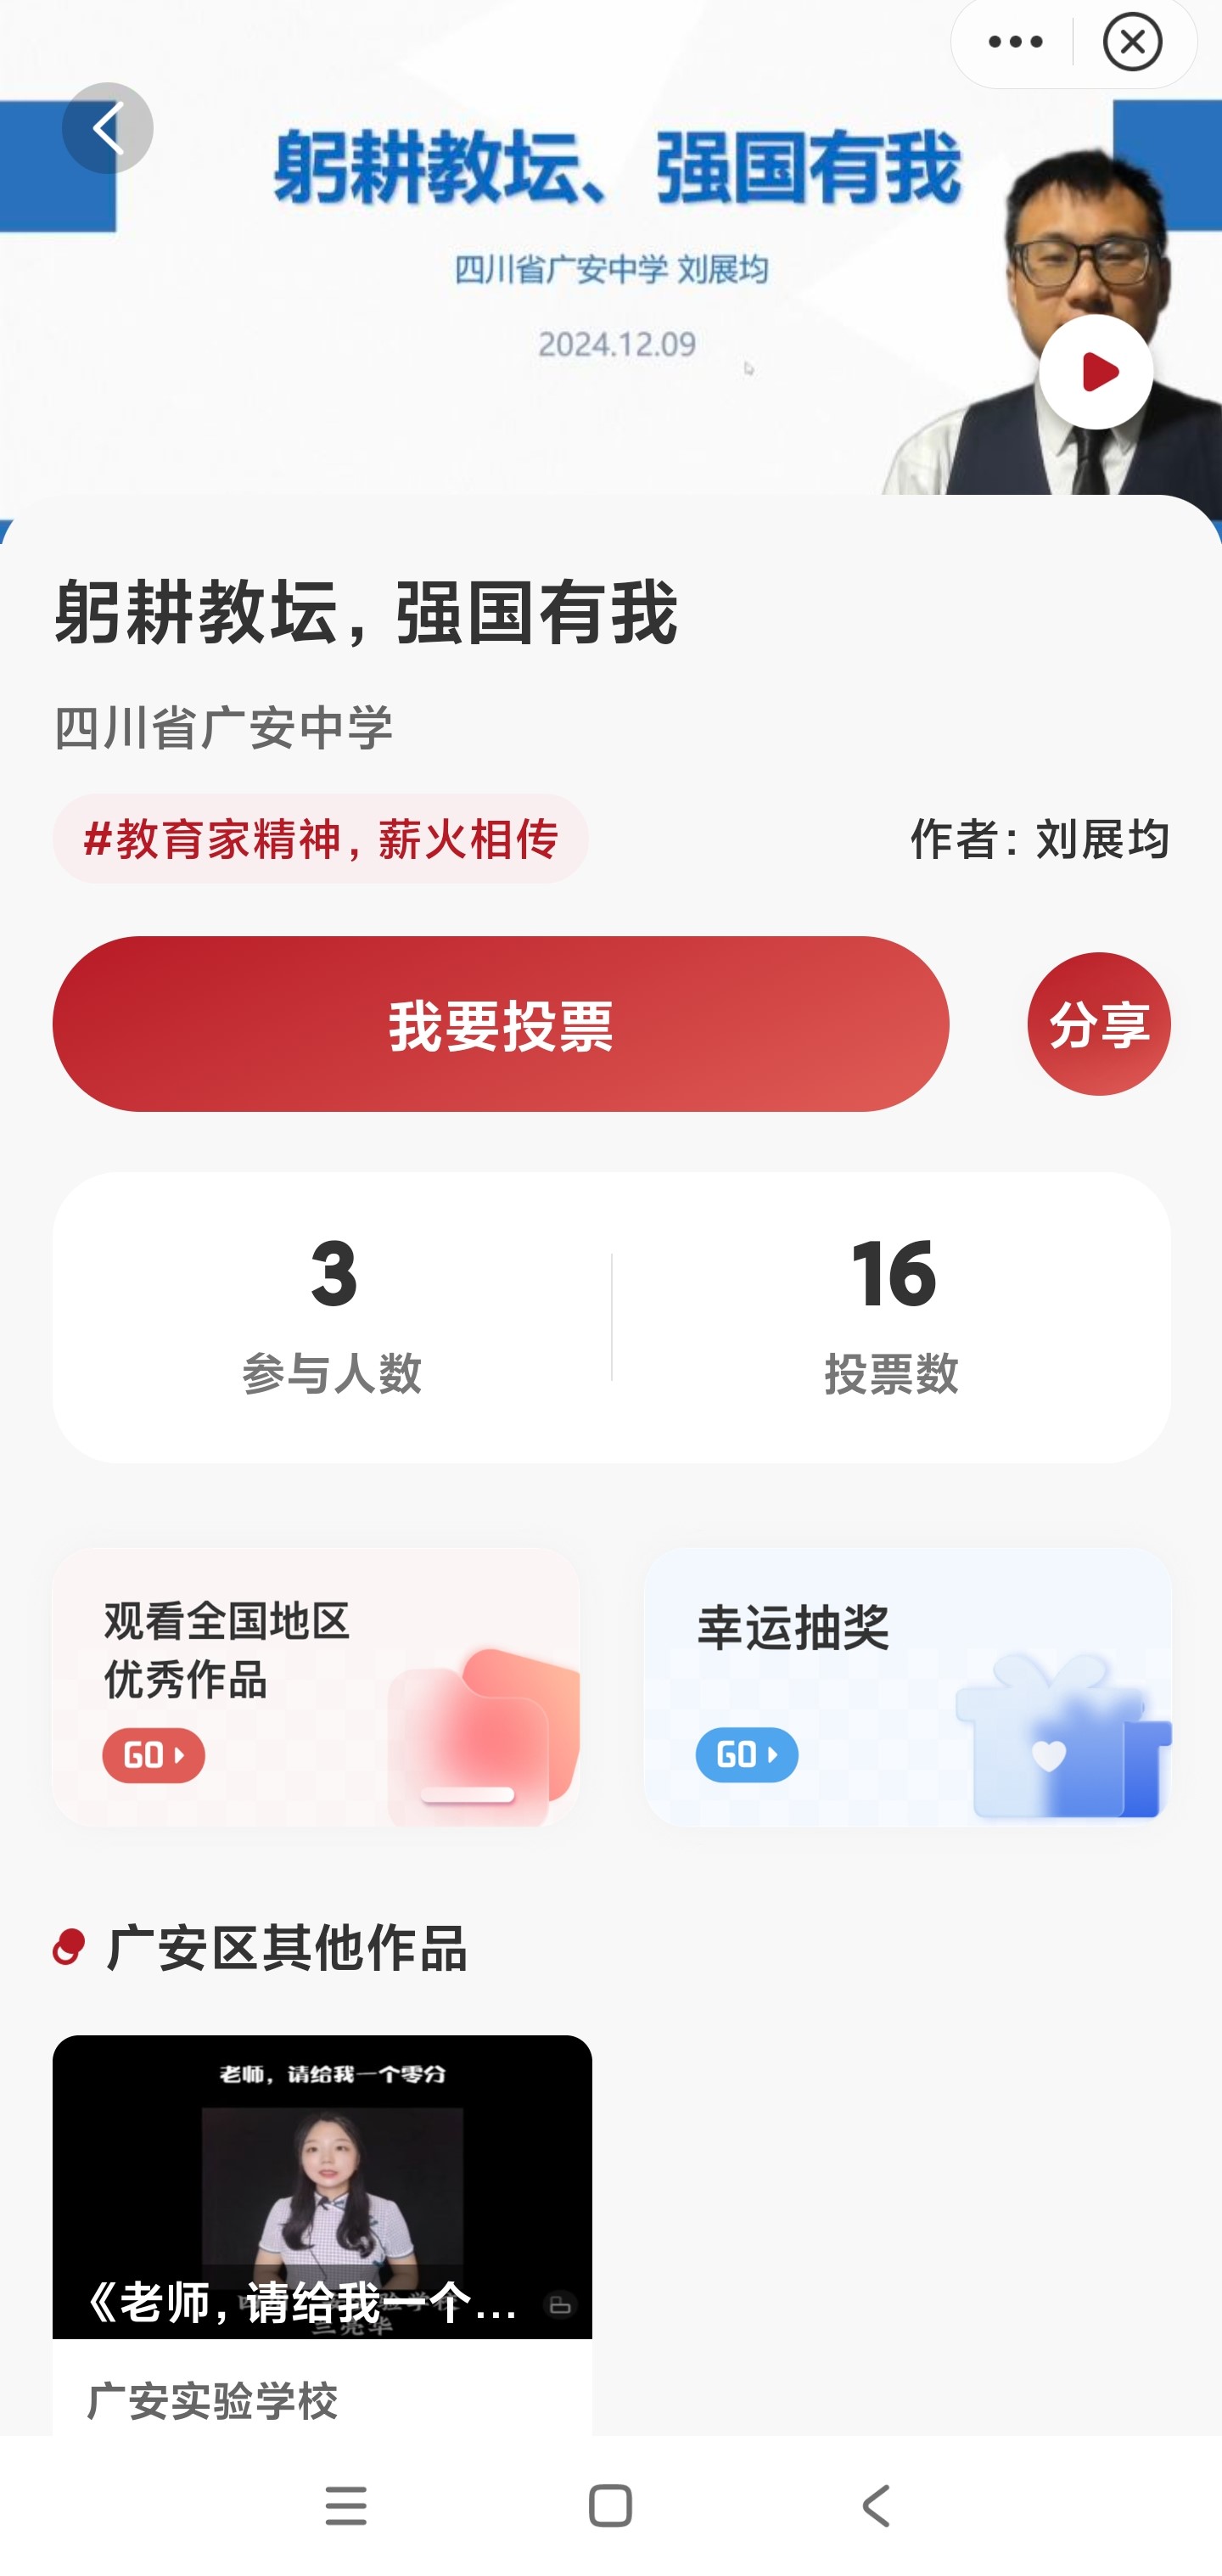 躬耕教坛、强国有我
四川省广安中学 刘展均
2024.12.09
躬耕教坛，强国有我
四川省广安中学
#教育家精神，薪火相传
作者：刘展均
我要投票
分享
3
参与人数
16
投票数
观看全国地区
优秀作品
GO
幸运抽奖
GO
广安区其他作品
老师，请给我一个零分
《老师，请给我一个...
广安实验学校